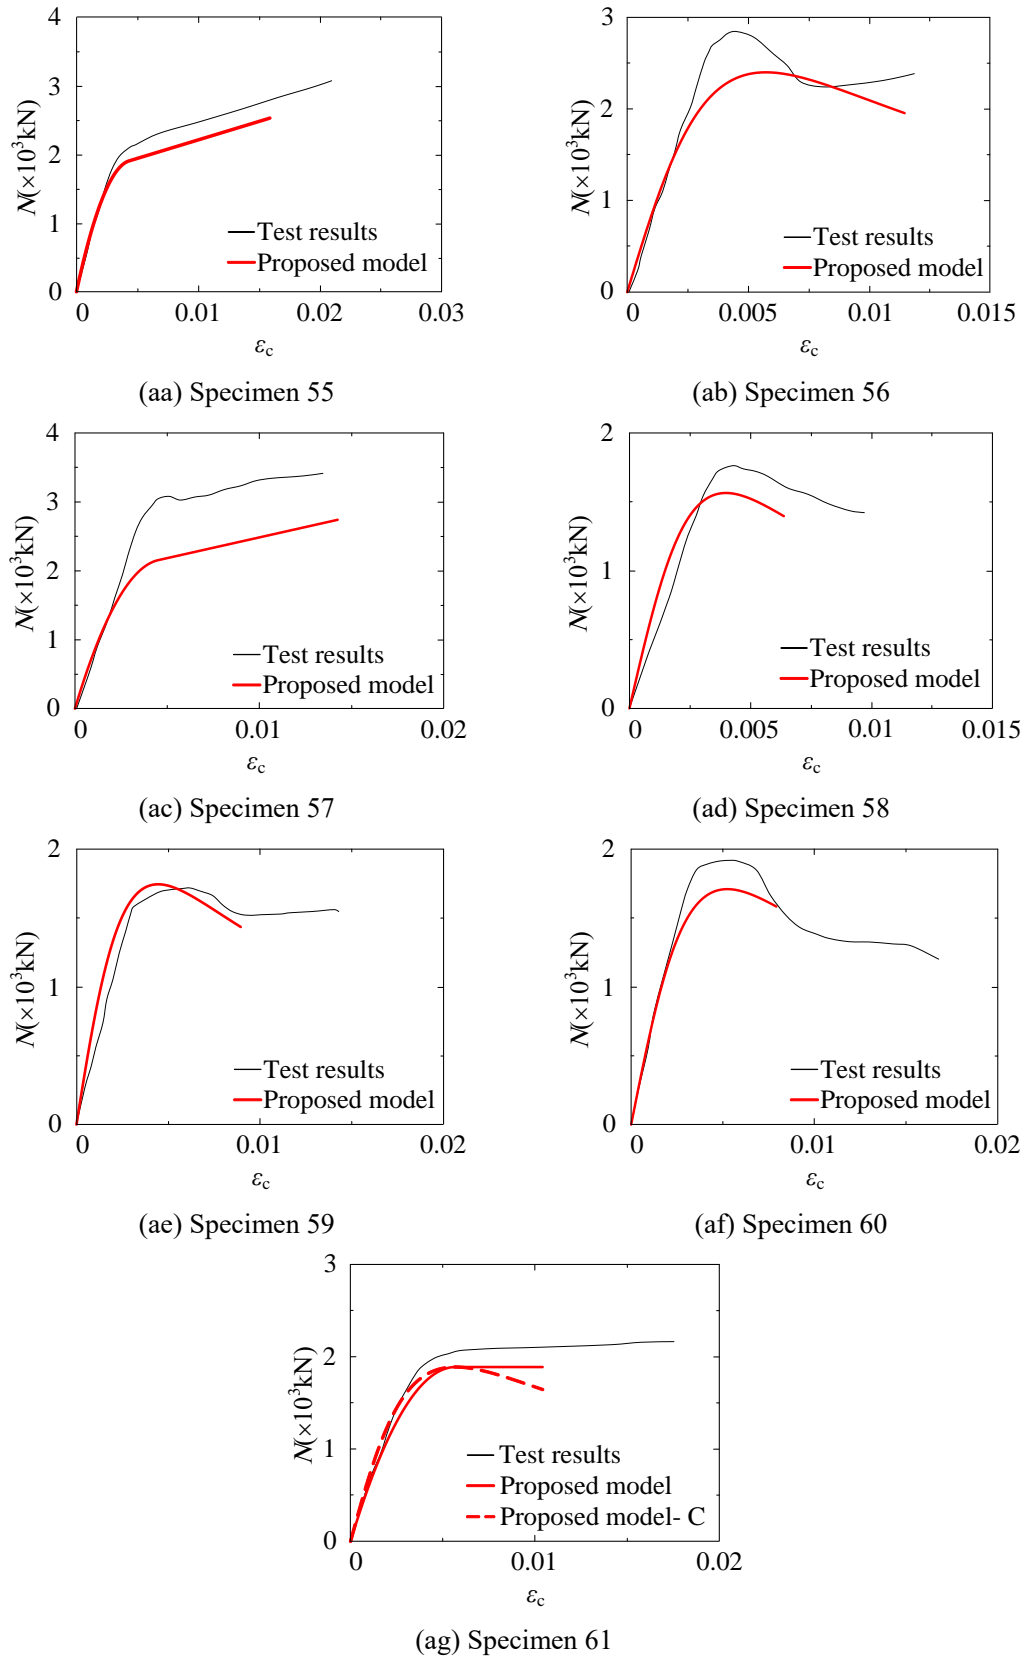 4
3
2
1
0
N(×10³kN)
Test results
Proposed model
0 0.01 0.02 0.03
εc
(aa) Specimen 55
3
2
1
0
N(×10³kN)
Test results
Proposed model
0 0.005 0.01 0.015
εc
(ab) Specimen 56
4
3
2
1
0
N(×10³kN)
Test results
Proposed model
0 0.01 0.02
εc
(ac) Specimen 57
2
1
0
N(×10³kN)
Test results
Proposed model
0 0.005 0.01 0.015
εc
(ad) Specimen 58
2
1
0
N(×10³kN)
Test results
Proposed model
0 0.01 0.02
εc
(ae) Specimen 59
2
1
0
N(×10³kN)
Test results
Proposed model
0 0.01 0.02
εc
(af) Specimen 60
3
2
1
0
N(×10³kN)
Test results
Proposed model
Proposed model- C
0 0.01 0.02
εc
(ag) Specimen 61